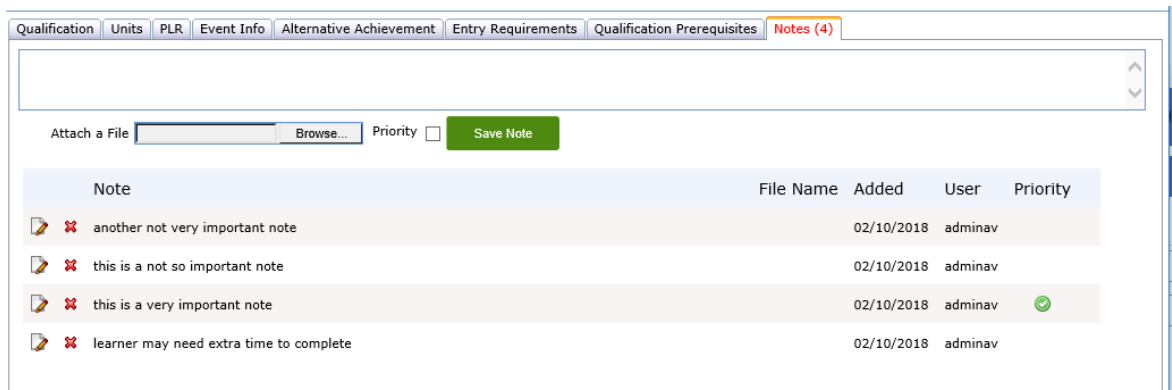 Qualification Units PLR Event Info Alternative Achievement Entry Requirements Qualification Prerequisites Notes (4)
Attach a File Browse... Priority Save Note
Note File Name Added User Priority
another not very important note 02/10/2018 adminav
this is a not so important note 02/10/2018 adminav
this is a very important note 02/10/2018 adminav
learner may need extra time to complete 02/10/2018 adminav